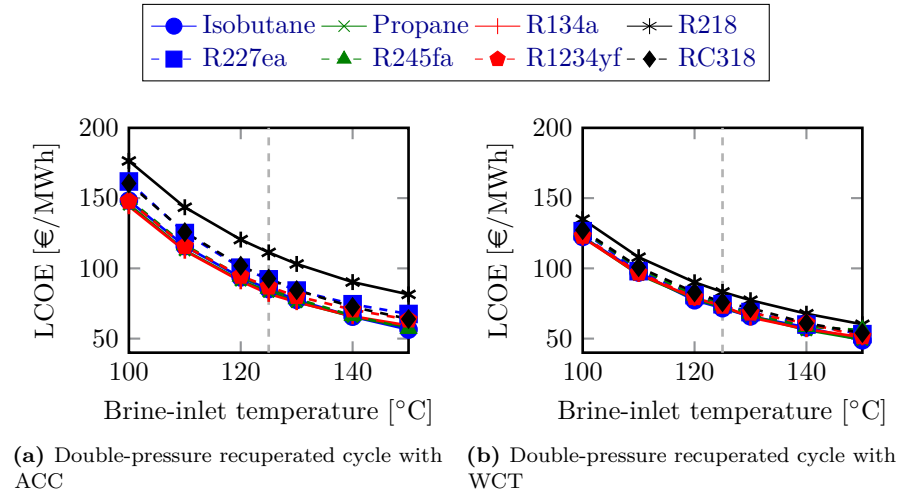 Isobutane Propane R134a R218
R227ea R245fa R1234yf RC318
200
150
100
50
100 120 140
LCOE [€/MWh]
Brine-inlet temperature [°C]
(a) Double-pressure recuperated cycle with
ACC
200
150
100
50
100 120 140
LCOE [€/MWh]
Brine-inlet temperature [°C]
(b) Double-pressure recuperated cycle with
WCT